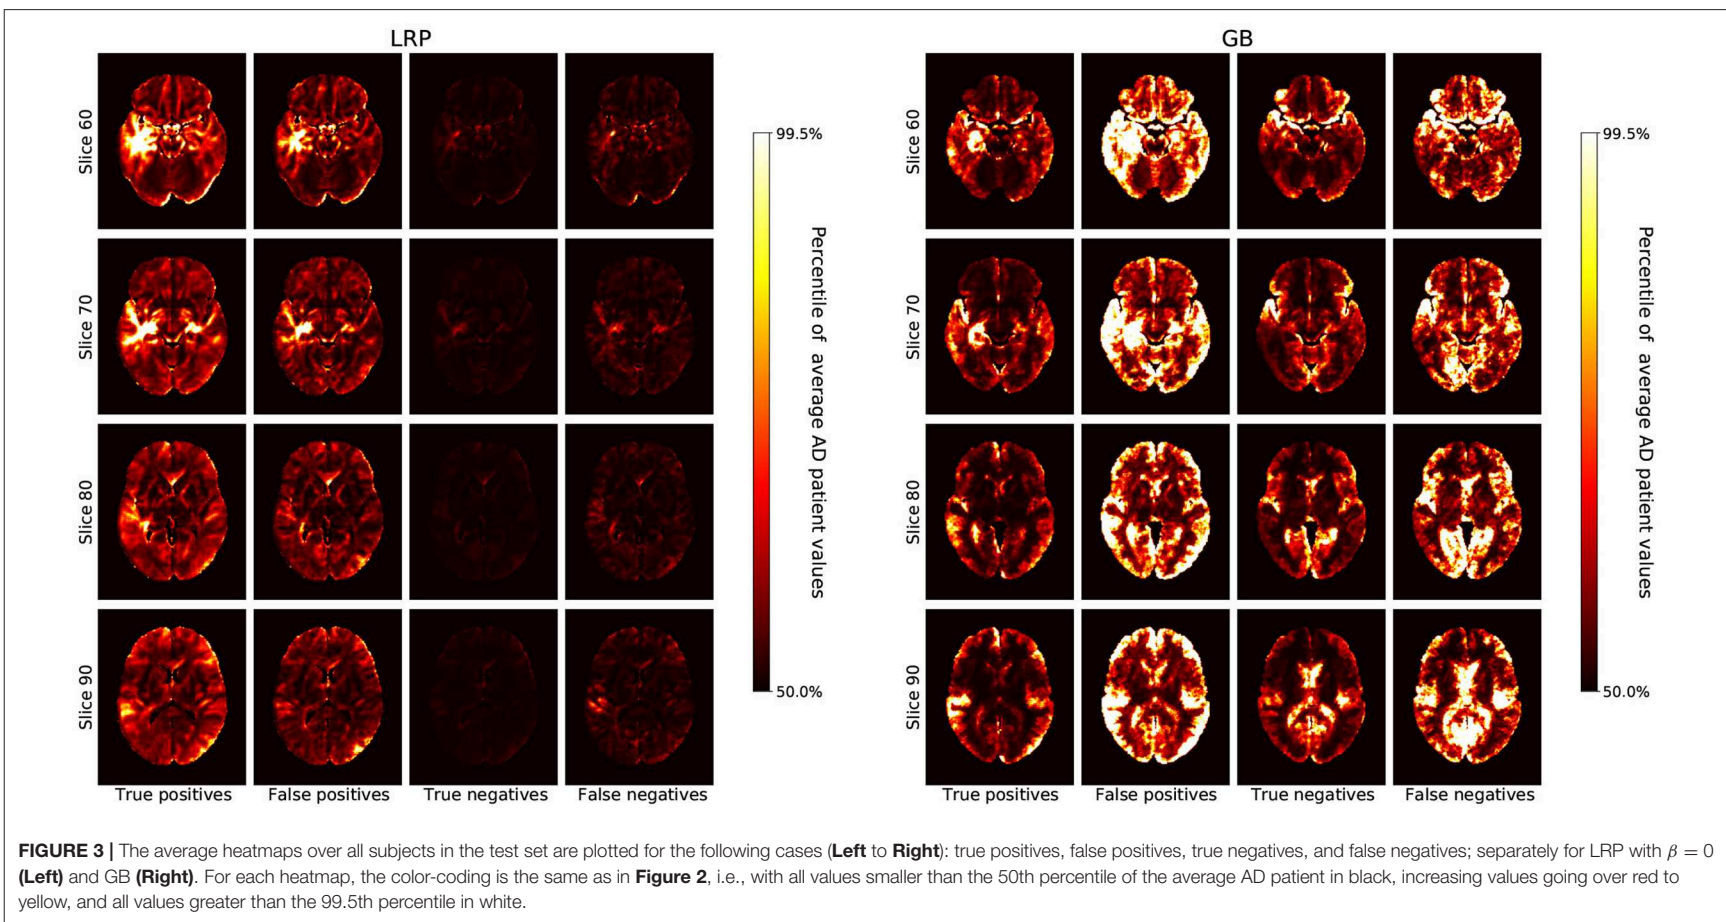 LRP
Slice 60
Slice 70
Slice 80
Slice 90
True positives
False positives
True negatives
False negatives
99.5%
50.0%
Percentile of average AD patient values
GB
Slice 60
Slice 70
Slice 80
Slice 90
True positives
False positives
True negatives
False negatives
99.5%
50.0%
Percentile of average AD patient values
FIGURE 3 | The average heatmaps over all subjects in the test set are plotted for the following cases (Left to Right): true positives, false positives, true negatives, and false negatives; separately for LRP with β = 0
(Left) and GB (Right). For each heatmap, the color-coding is the same as in Figure 2, i.e., with all values smaller than the 50th percentile of the average AD patient in black, increasing values going over red to
yellow, and all values greater than the 99.5th percentile in white.